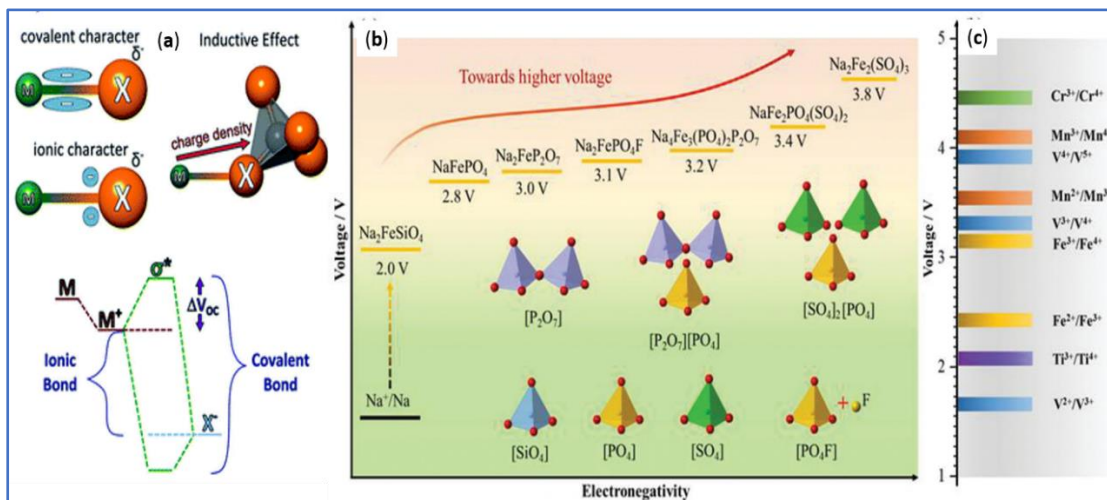 covalent character
(a)
Inductive Effect
δ-
M
X
charge density
M
X
ionic character
δ-
M
X
σ*
M
M+
ΔVOC
Ionic
Bond
Covalent
Bond
X-
(b)
Towards higher voltage
Voltage / V
Na2FeSiO4
2.0 V
NaFePO4
2.8 V
Na2FeP2O7
3.0 V
Na2FePO4F
3.1 V
Na4Fe3(PO4)2P2O7
3.2 V
NaFe2PO4(SO4)2
3.4 V
Na2Fe2(SO4)3
3.8 V
[P2O7]
[P2O7][PO4]
[SO4]2[PO4]
Na+/Na
[SiO4]
[PO4]
[SO4]
+ F
[PO4F]
Electronegativity
(c)
Voltage / V
5
4
3
2
1
Cr3+/Cr4+
Mn3+/Mn4
V4+/V5+
Mn2+/Mn3
V3+/V4+
Fe3+/Fe4+
Fe2+/Fe3+
Ti3+/Ti4+
V2+/V3+